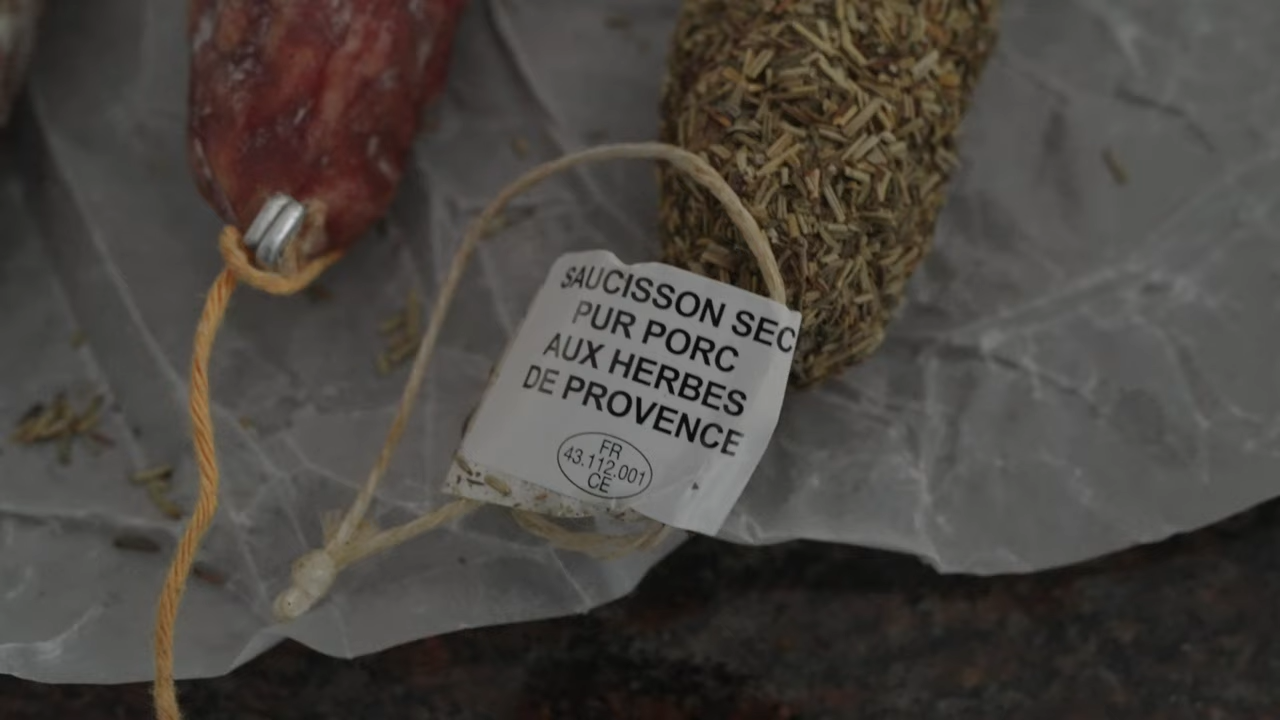 SAUCISSON SEC
PUR PORC
AUX HERBES
DE PROVENCE
FR
43.112.001
CE